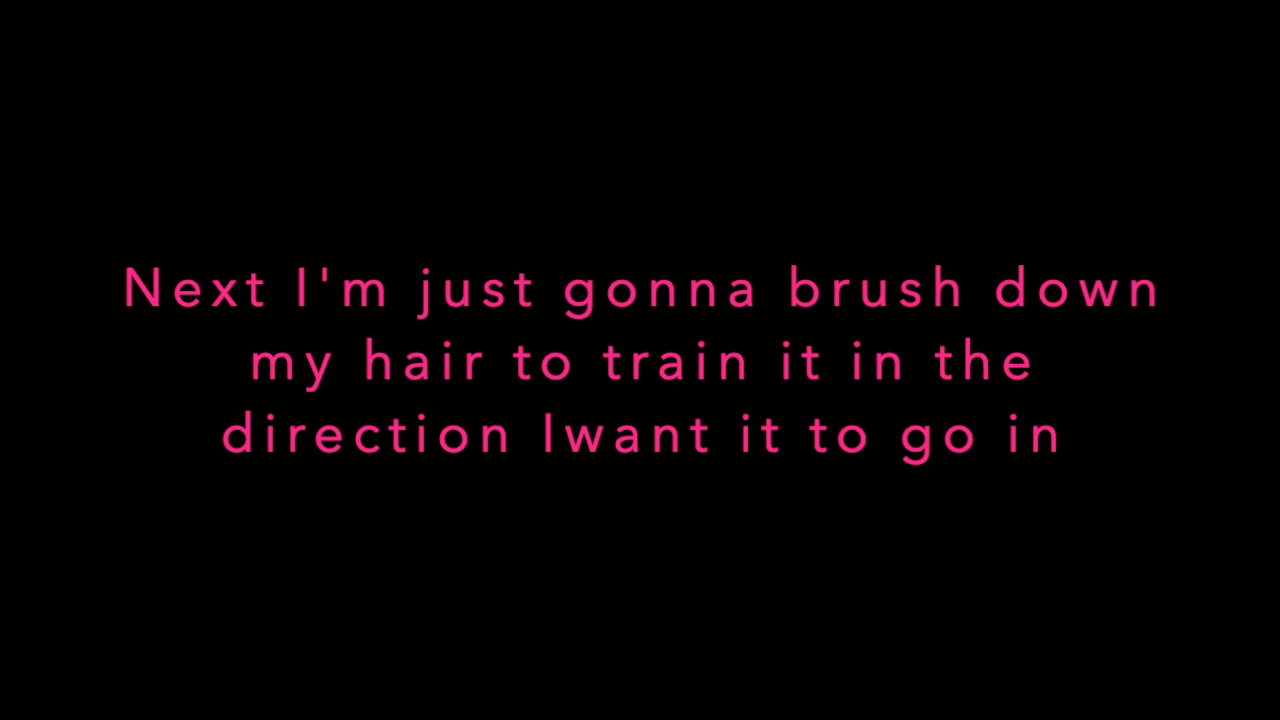 Next I'm just gonna brush down
my hair to train it in the
direction Iwant it to go in